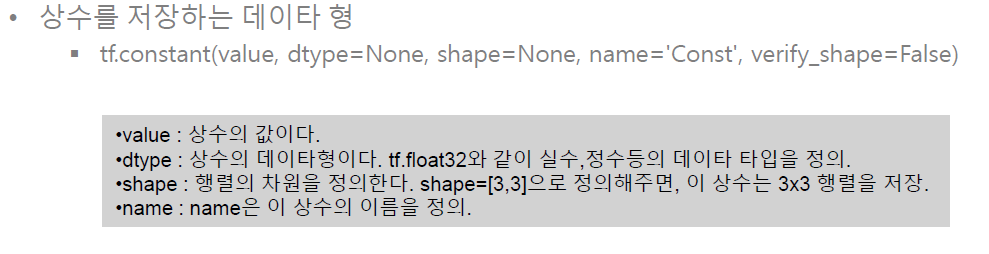 • 상수를 저장하는 데이타 형
▪ tf.constant(value, dtype=None, shape=None, name='Const', verify_shape=False)
•value : 상수의 값이다.
•dtype : 상수의 데이타형이다. tf.float32와 같이 실수,정수등의 데이타 타입을 정의.
•shape : 행렬의 차원을 정의한다. shape=[3,3]으로 정의해주면, 이 상수는 3x3 행렬을 저장.
•name : name은 이 상수의 이름을 정의.